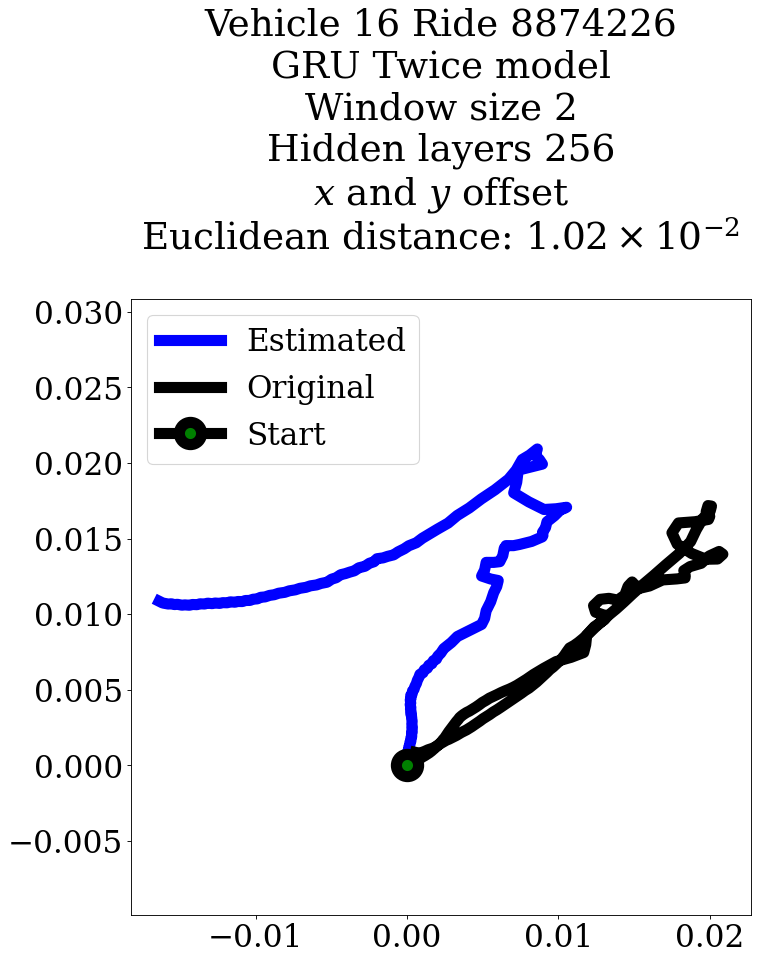 Vehicle 16 Ride 8874226
GRU Twice model
Window size 2
Hidden layers 256
x and y offset
Euclidean distance: 1.02 × 10⁻²
0.030
0.025
0.020
0.015
0.010
0.005
0.000
−0.005
Estimated
Original
Start
−0.01 0.00 0.01 0.02